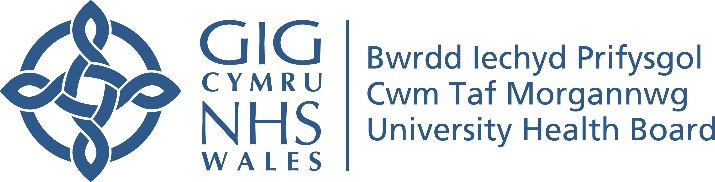 GIG
CYMRU
NHS
WALES
Bwrdd Iechyd Prifysgol
Cwm Taf Morgannwg
University Health Board